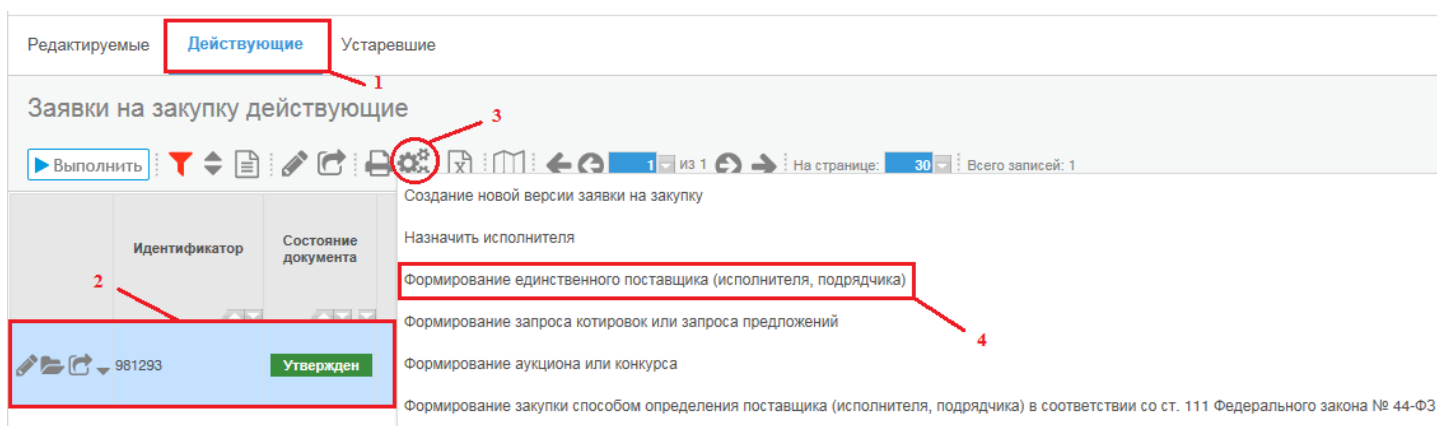 Редактируемые Действующие Устаревшие
1
Заявки на закупку действующие
3
Выполнить 1 из 1 На странице: 30 Всего записей: 1
Создание новой версии заявки на закупку
Идентификатор Состояние документа Назначить исполнителя
2 Формирование единственного поставщика (исполнителя, подрядчика)
Формирование запроса котировок или запроса предложений
4
981293 Утвержден Формирование аукциона или конкурса
Формирование закупки способом определения поставщика (исполнителя, подрядчика) в соответствии со ст. 111 Федерального закона № 44-ФЗ